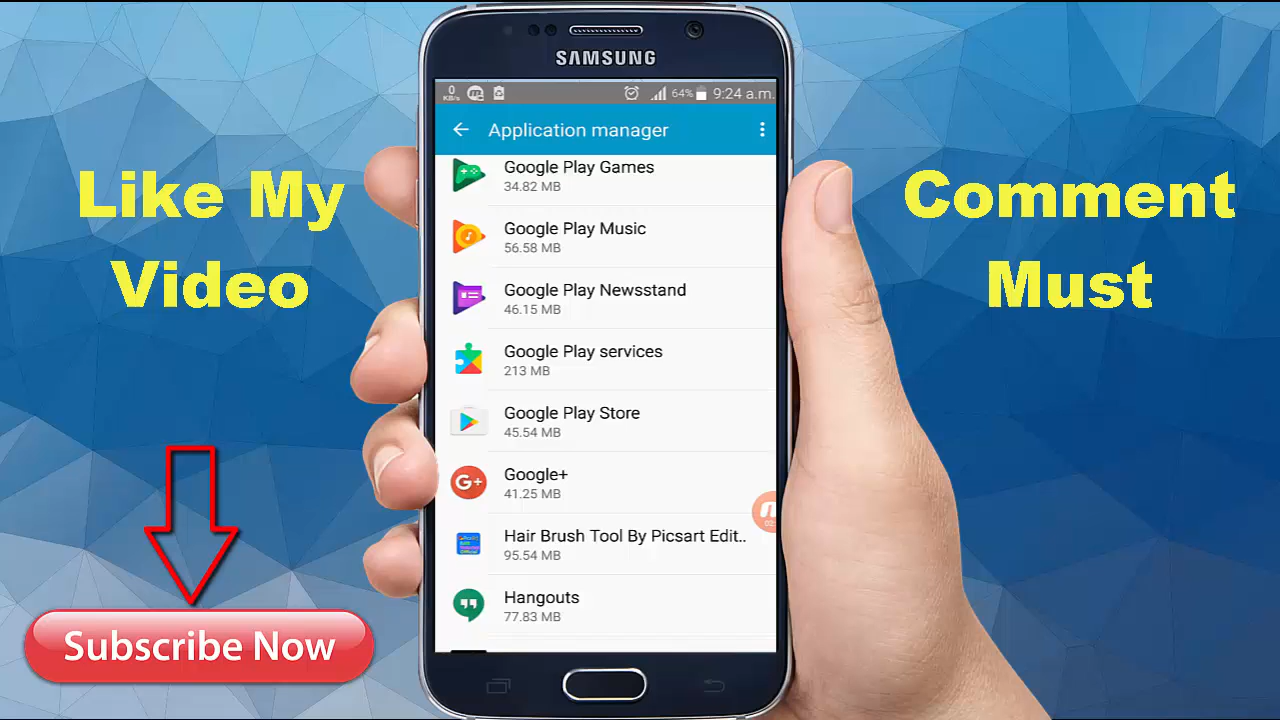 SAMSUNG
0
KB/s
64%
9:24 a.m.
Application manager
Google Play Games
34.82 MB
Google Play Music
56.58 MB
Google Play Newsstand
46.15 MB
Google Play services
213 MB
Google Play Store
45.54 MB
G+
Google+
41.25 MB
Hair Brush Tool By Picsart Edit..
95.54 MB
Hangouts
77.83 MB
Like My
Video
Comment
Must
Subscribe Now